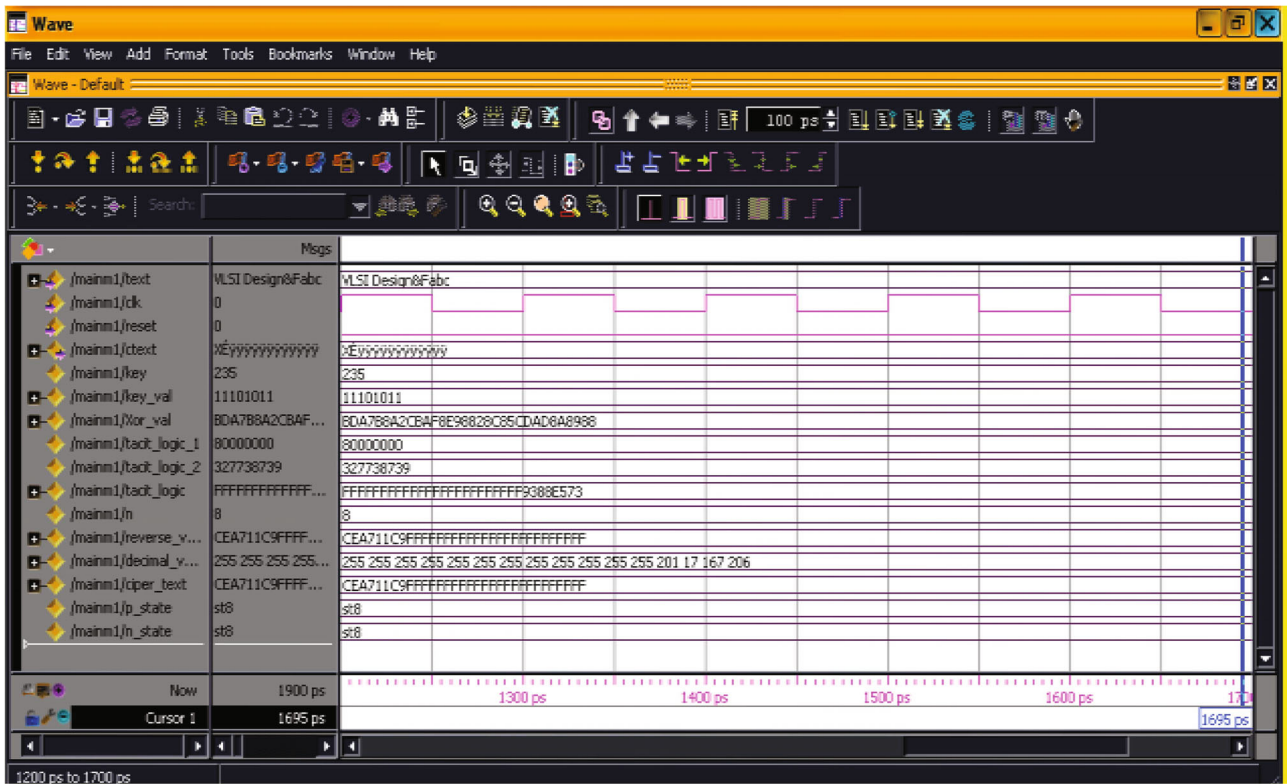 Wave
File Edit View Add Format Tools Bookmarks Window Help
Wave - Default
100 ps
Search:
Msgs
/mainm1/text VLSI Design&Fabc VLSI Design&Fabc
/mainm1/clk 0
/mainm1/reset 0
/mainm1/ctext
/mainm1/key 235 235
/mainm1/key_val 11101011 11101011
/mainm1/Xor_val BDA7B8A2CBAF... BDA7B8A2CBAF8E98828C85CDAD8A8988
/mainm1/tacit_logic_1 80000000 80000000
/mainm1/tacit_logic_2 327738739 327738739
/mainm1/tacit_logic FFFFFFFFFFFFF... FFFFFFFFFFFFFFFFFFFFFFFF9388E573
/mainm1/n 8 8
/mainm1/reverse_v... CEA711C9FFFF... CEA711C9FFFFFFFFFFFFFFFFFFFFFFFF
/mainm1/decimal_v... 255 255 255 255... 255 255 255 255 255 255 255 255 255 255 255 255 201 17 167 206
/mainm1/ciper_text CEA711C9FFFF... CEA711C9FFFFFFFFFFFFFFFFFFFFFFFF
/mainm1/p_state st8 st8
/mainm1/n_state st8 st8
Now 1900 ps
1300 ps 1400 ps 1500 ps 1600 ps
Cursor 1 1695 ps 1695 ps
1200 ps to 1700 ps